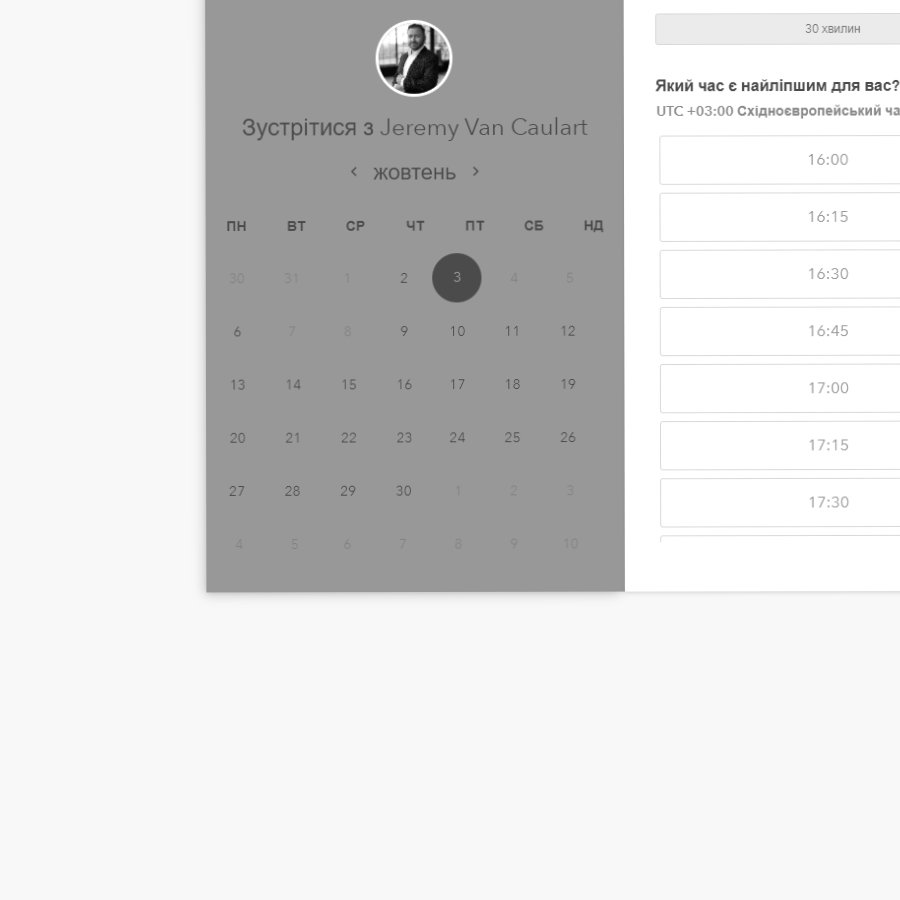 Зустрітися з Jeremy Van Caulart
‹ жовтень ›
ПН ВТ СР ЧТ ПТ СБ НД
30 31 1 2 3 4 5
6 7 8 9 10 11 12
13 14 15 16 17 18 19
20 21 22 23 24 25 26
27 28 29 30 1 2 3
4 5 6 7 8 9 10
30 хвилин
Який час є найліпшим для вас?
UTC +03:00 Східноєвропейський ча
16:00
16:15
16:30
16:45
17:00
17:15
17:30